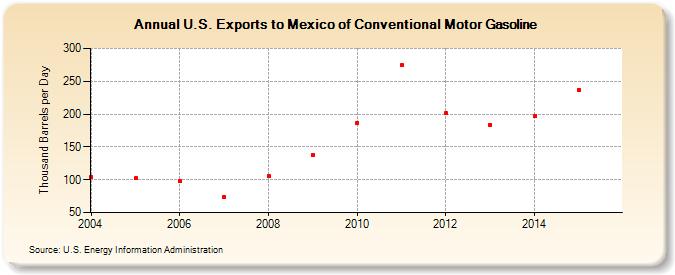 Annual U.S. Exports to Mexico of Conventional Motor Gasoline
Thousand Barrels per Day
300
250
200
150
100
50
2004 2006 2008 2010 2012 2014
Source: U.S. Energy Information Administration